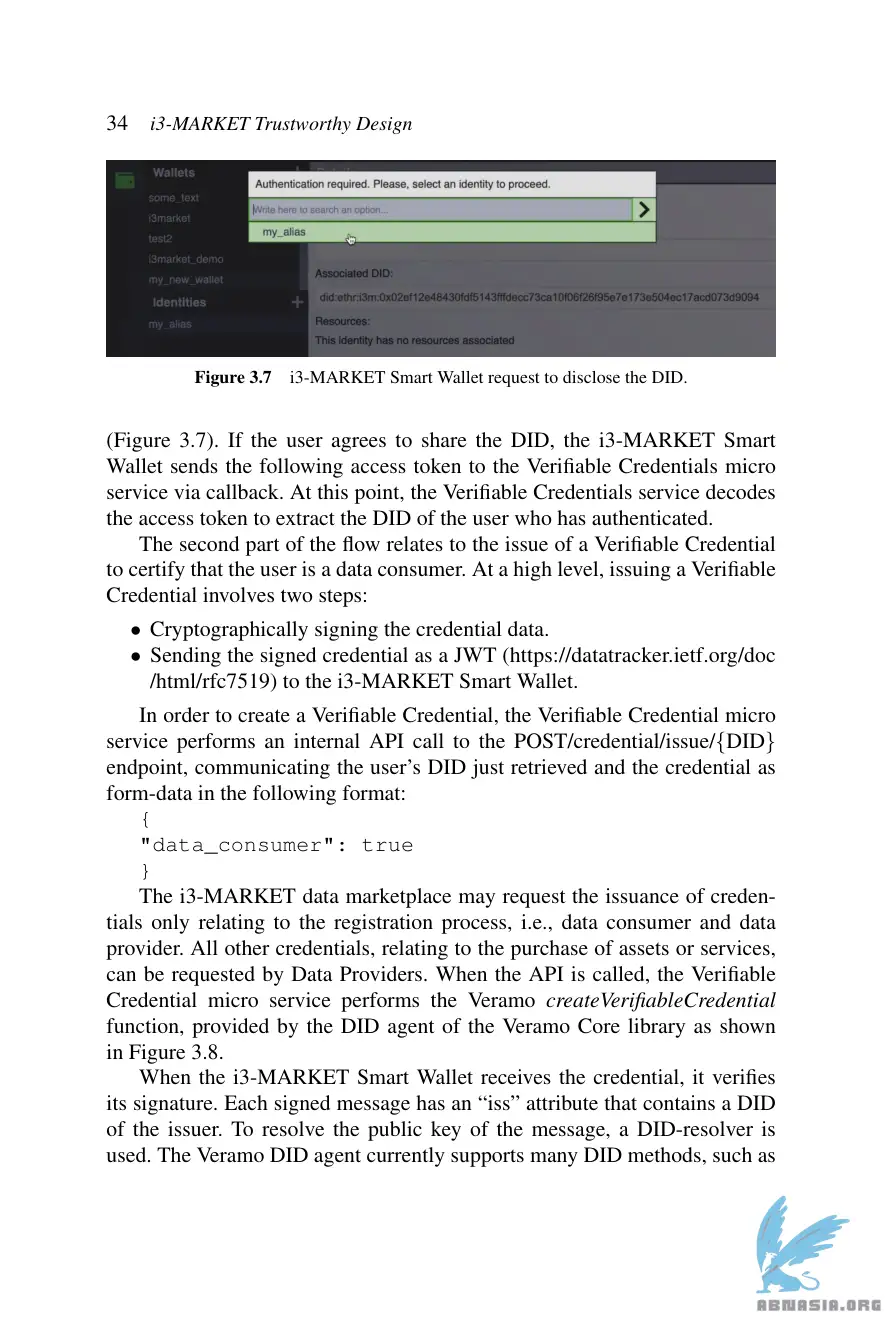 34 i3-MARKET Trustworthy Design
Wallets
some_text
i3market
test2
i3market_demo
my_new_wallet
Identities +
my_alias
Authentication required. Please, select an identity to proceed.
Write here to search an option...
my_alias
Associated DID:
did:ethr:i3m:0x02ef12e48430fdf5143fffdecc73ca10f06f26f95e7e173e504ec17acd073d9094
Resources:
This identity has no resources associated
Figure 3.7 i3-MARKET Smart Wallet request to disclose the DID.
(Figure 3.7). If the user agrees to share the DID, the i3-MARKET Smart
Wallet sends the following access token to the Verifiable Credentials micro
service via callback. At this point, the Verifiable Credentials service decodes
the access token to extract the DID of the user who has authenticated.
The second part of the flow relates to the issue of a Verifiable Credential
to certify that the user is a data consumer. At a high level, issuing a Verifiable
Credential involves two steps:
• Cryptographically signing the credential data.
• Sending the signed credential as a JWT (https://datatracker.ietf.org/doc
/html/rfc7519) to the i3-MARKET Smart Wallet.
In order to create a Verifiable Credential, the Verifiable Credential micro
service performs an internal API call to the POST/credential/issue/{DID}
endpoint, communicating the user’s DID just retrieved and the credential as
form-data in the following format:
{
"data_consumer": true
}
The i3-MARKET data marketplace may request the issuance of creden-
tials only relating to the registration process, i.e., data consumer and data
provider. All other credentials, relating to the purchase of assets or services,
can be requested by Data Providers. When the API is called, the Verifiable
Credential micro service performs the Veramo createVerifiableCredential
function, provided by the DID agent of the Veramo Core library as shown
in Figure 3.8.
When the i3-MARKET Smart Wallet receives the credential, it verifies
its signature. Each signed message has an “iss” attribute that contains a DID
of the issuer. To resolve the public key of the message, a DID-resolver is
used. The Veramo DID agent currently supports many DID methods, such as
ABNASIA.ORG